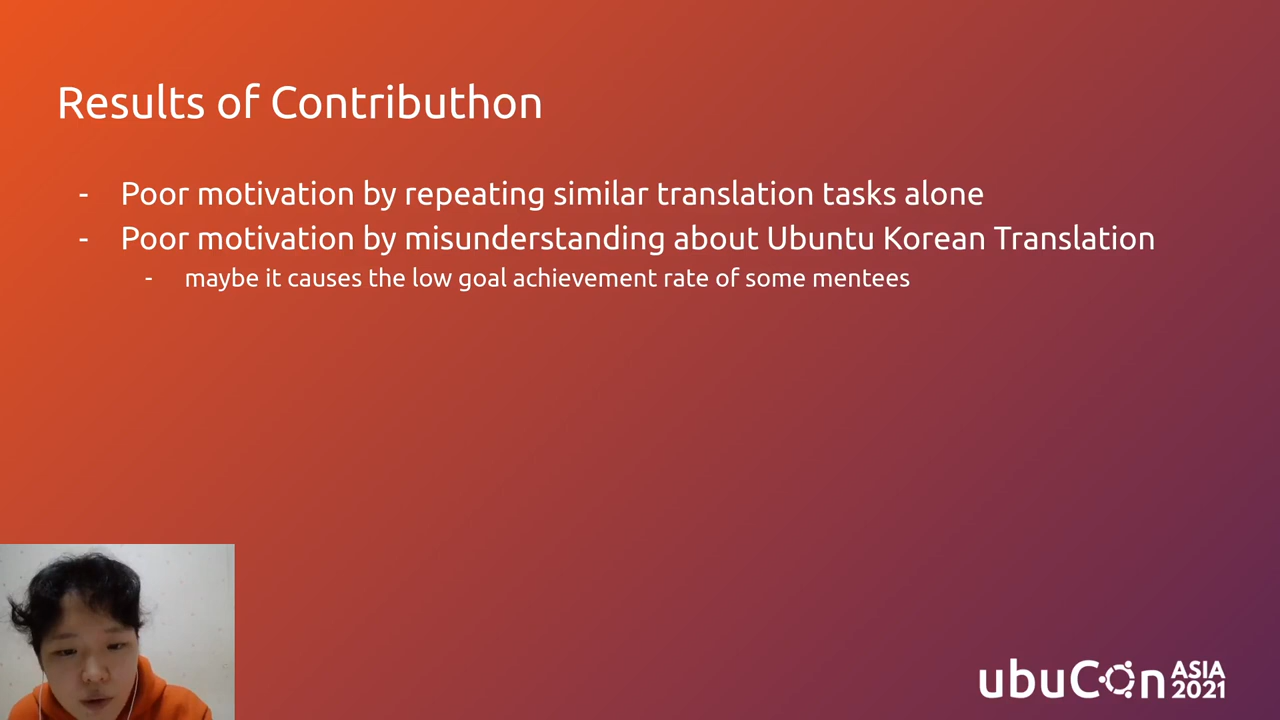 Results of Contributhon
- Poor motivation by repeating similar translation tasks alone
- Poor motivation by misunderstanding about Ubuntu Korean Translation
- maybe it causes the low goal achievement rate of some mentees
ubuCon ASIA
2021